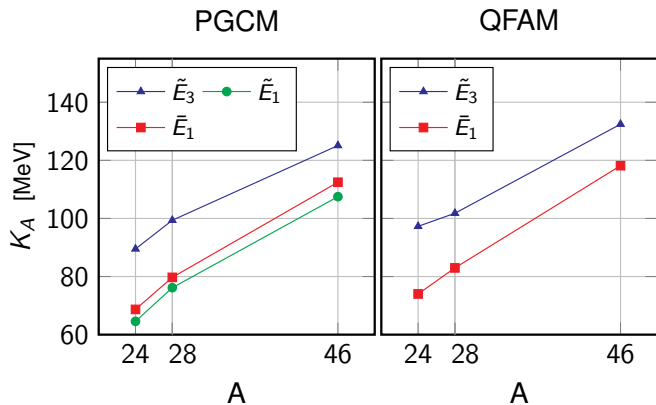 PGCM
QFAM
K_A [MeV]
140
120
100
80
60
Ẽ₃
Ẽ₁
Ē₁
24
28
46
A
Ẽ₃
Ē₁
24
28
46
A